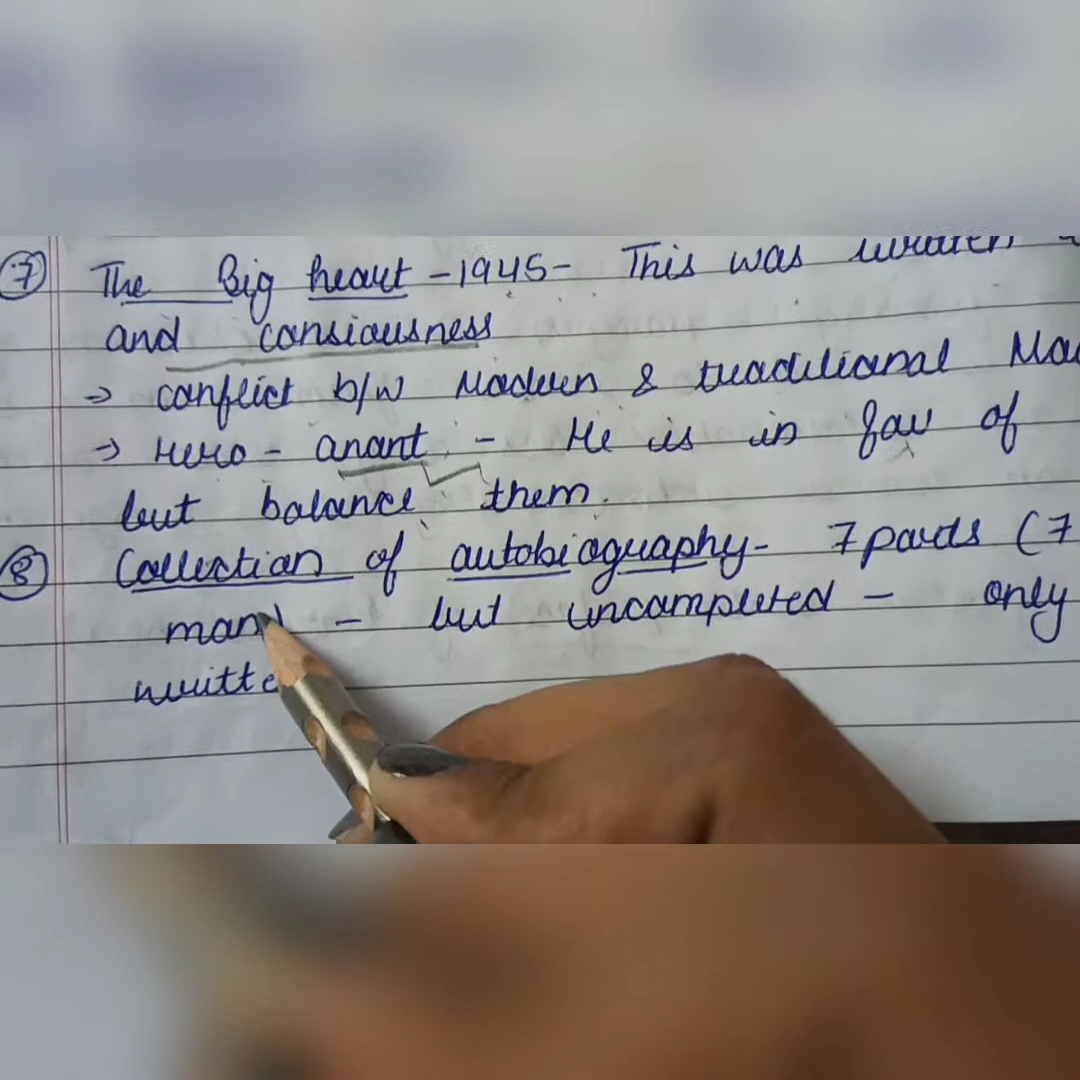 7 The Big heart - 1945 - This was written
and consiousness
→ conflict b/w Modern & traditional
→ Hero - anant - He is in fav of
but balance them.
8 Collection of autobiography - 7 parts (7
man) - but uncompleted - only